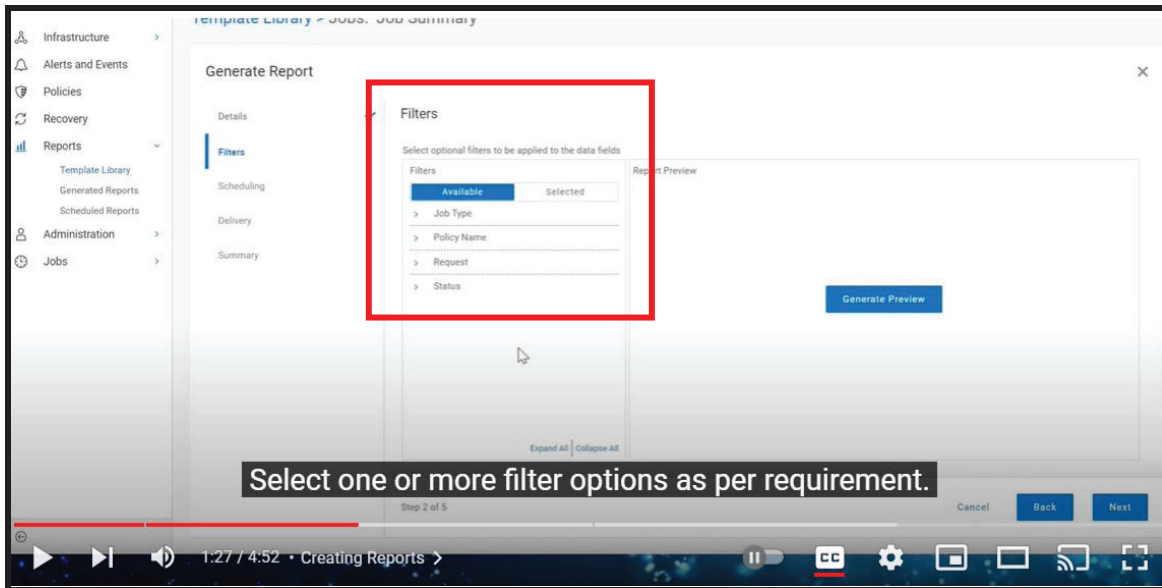 Template Library > Jobs: Job Summary
Infrastructure
Alerts and Events
Policies
Recovery
Reports
Template Library
Generated Reports
Scheduled Reports
Administration
Jobs
Generate Report
Details
Filters
Scheduling
Delivery
Summary
Filters
Select optional filters to be applied to the data fields
Filters
Available Selected
Job Type
Policy Name
Request
Status
Expand All Collapse All
Report Preview
Generate Preview
Select one or more filter options as per requirement.
Step 2 of 5
Cancel Back Next
1:27 / 4:52 • Creating Reports
CC